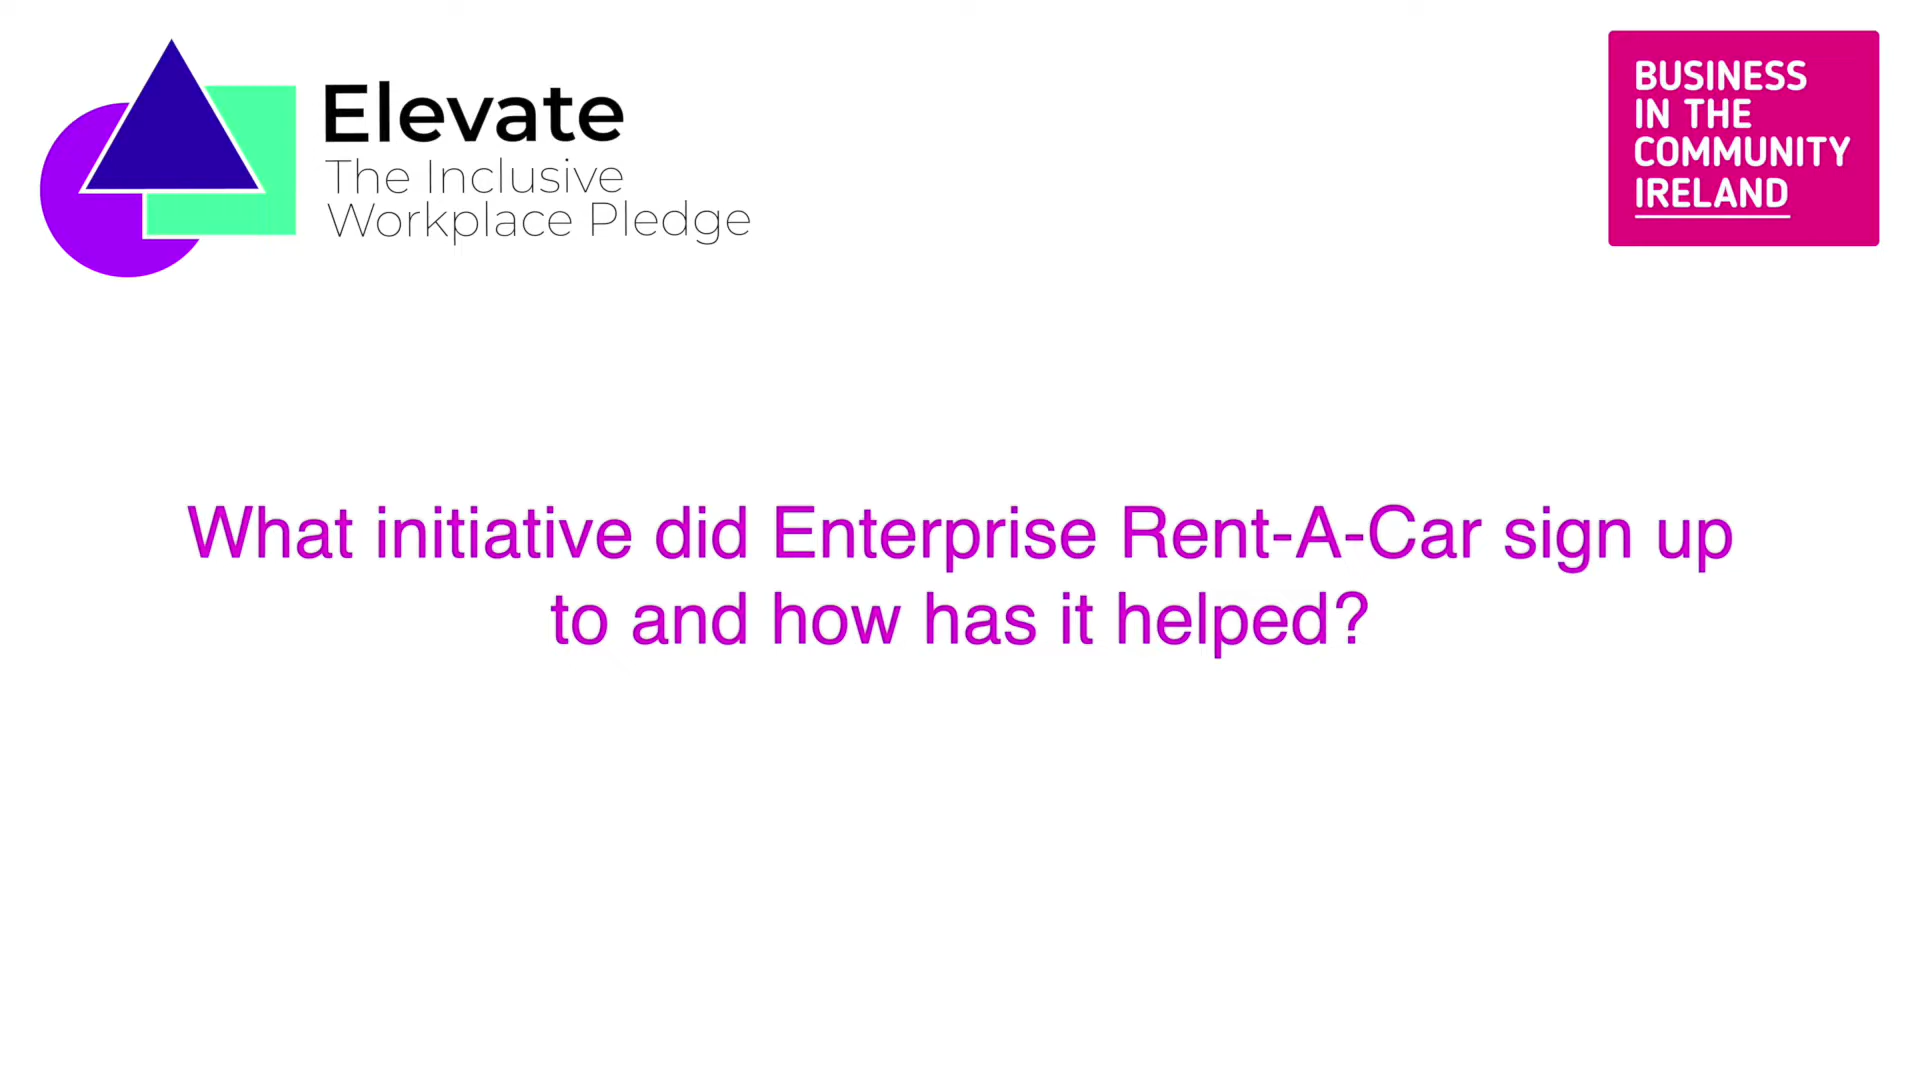 Elevate
The Inclusive
Workplace Pledge
BUSINESS
IN THE
COMMUNITY
IRELAND
What initiative did Enterprise Rent-A-Car sign up
to and how has it helped?